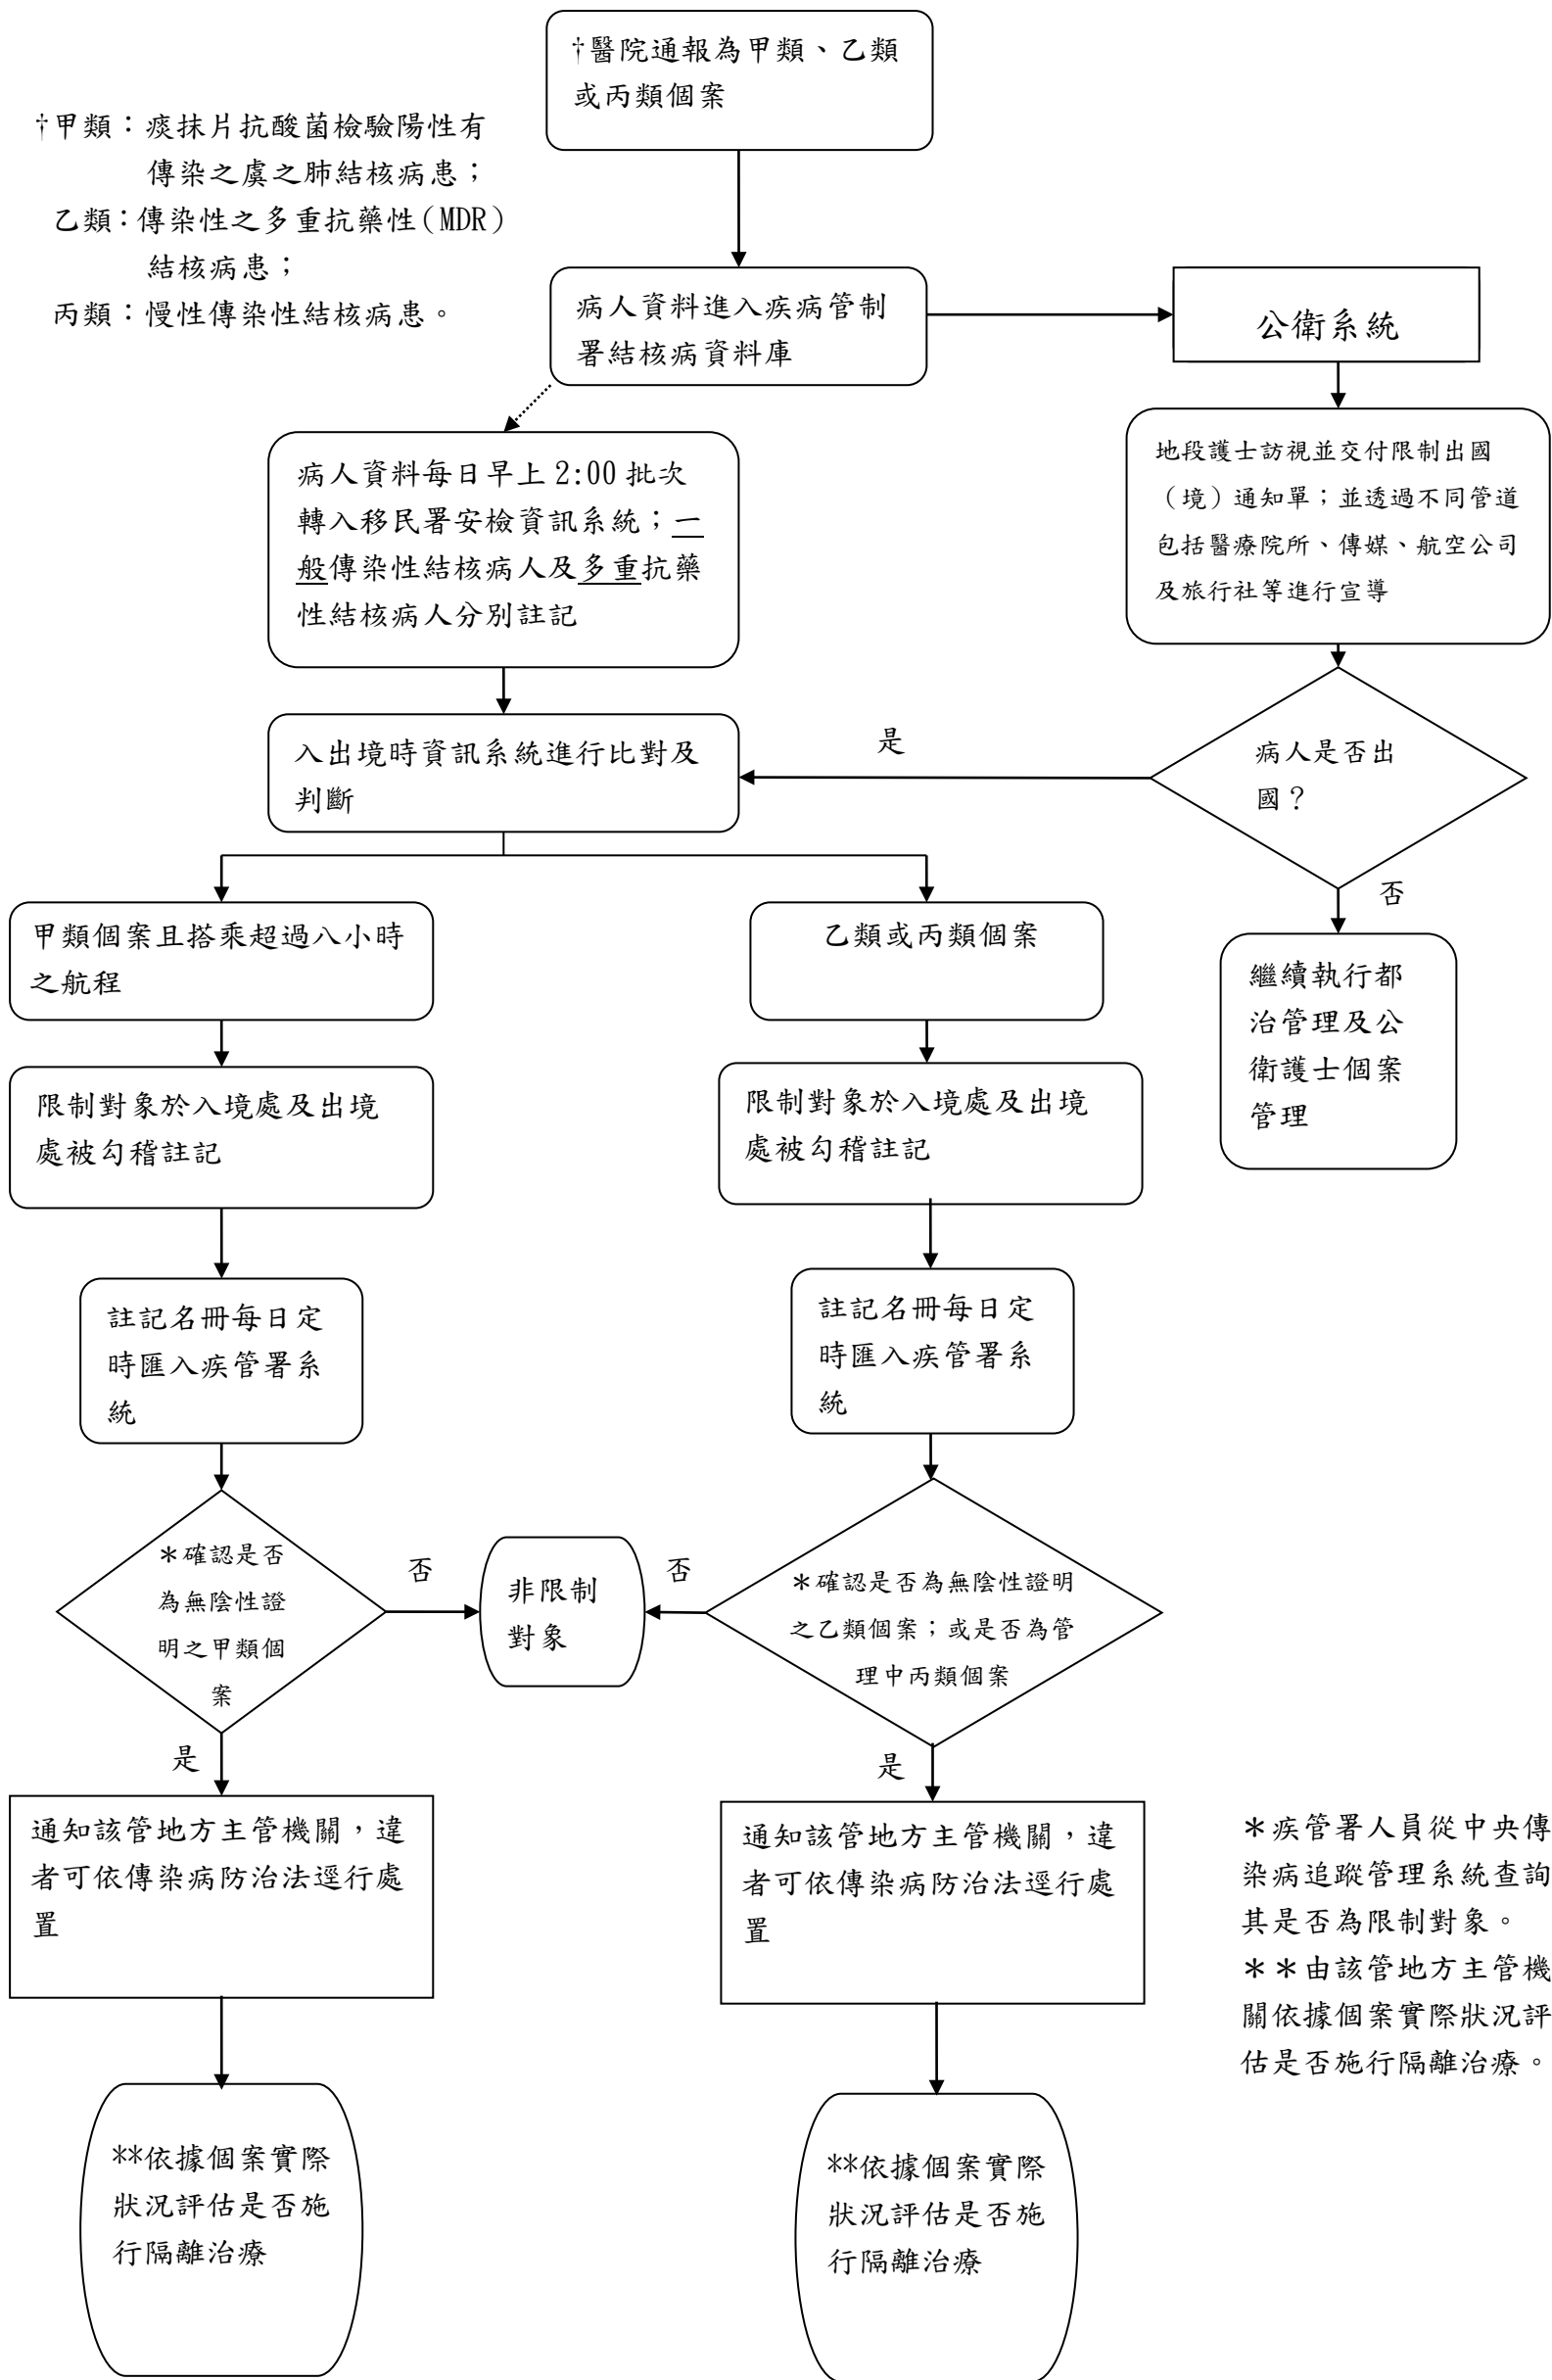 †醫院通報為甲類、乙類
或丙類個案
†甲類：痰抹片抗酸菌檢驗陽性有
傳染之虞之肺結核病患；
乙類：傳染性之多重抗藥性(MDR)
結核病患；
丙類：慢性傳染性結核病患。
病人資料進入疾病管制
署結核病資料庫
公衛系統
病人資料每日早上 2:00 批次
轉入移民署安檢資訊系統；一
般傳染性結核病人及多重抗藥
性結核病人分別註記
地段護士訪視並交付限制出國
（境）通知單；並透過不同管道
包括醫療院所、傳媒、航空公司
及旅行社等進行宣導
入出境時資訊系統進行比對及
判斷
是
病人是否出
國？
否
甲類個案且搭乘超過八小時
之航程
乙類或丙類個案
繼續執行都
治管理及公
衛護士個案
管理
限制對象於入境處及出境
處被勾稽註記
限制對象於入境處及出境
處被勾稽註記
註記名冊每日定
時匯入疾管署系
統
註記名冊每日定
時匯入疾管署系
統
＊確認是否
為無陰性證
明之甲類個
案
否
非限制
對象
否
＊確認是否為無陰性證明
之乙類個案；或是否為管
理中丙類個案
是
是
通知該管地方主管機關，違
者可依傳染病防治法逕行處
置
通知該管地方主管機關，違
者可依傳染病防治法逕行處
置
＊疾管署人員從中央傳
染病追蹤管理系統查詢
其是否為限制對象。
＊＊由該管地方主管機
關依據個案實際狀況評
估是否施行隔離治療。
**依據個案實際
狀況評估是否施
行隔離治療
**依據個案實際
狀況評估是否施
行隔離治療